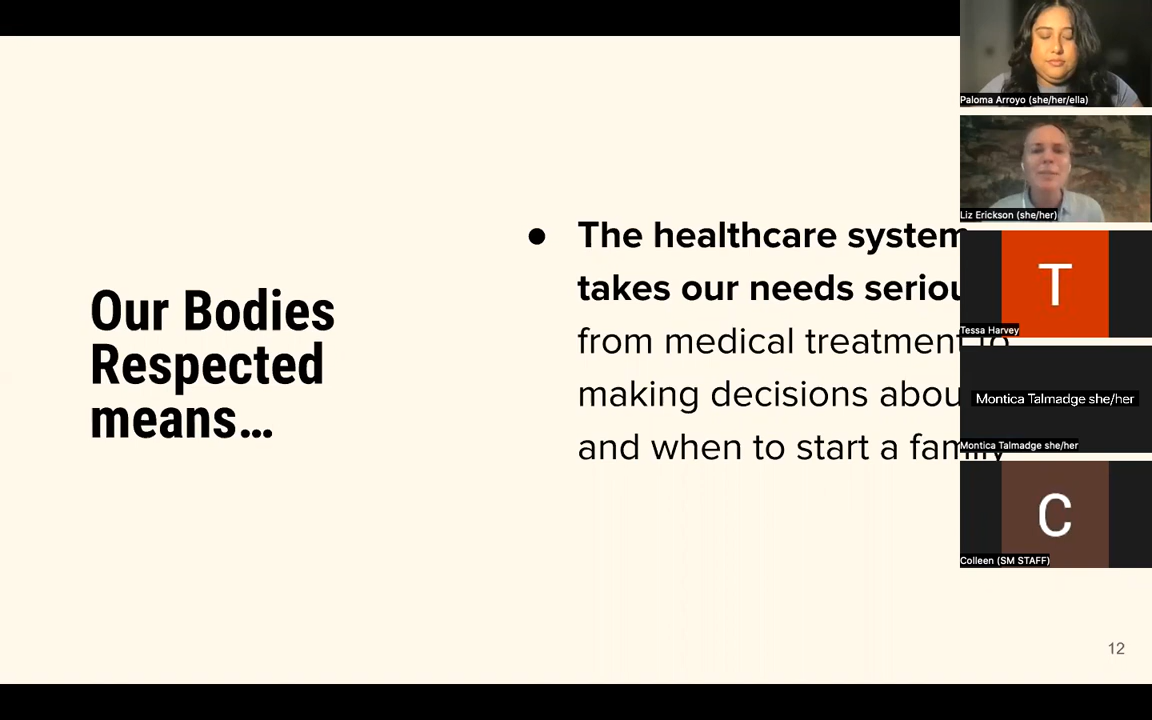 Our Bodies
Respected
means...
● The healthcare system
takes our needs seriou
from medical treatment to
making decisions abou
and when to start a family
Paloma Arroyo (she/her/ella)
Liz Erickson (she/her)
T
Tessa Harvey
Montica Talmadge she/her
Montica Talmadge she/her
C
Colleen (SM STAFF)
12